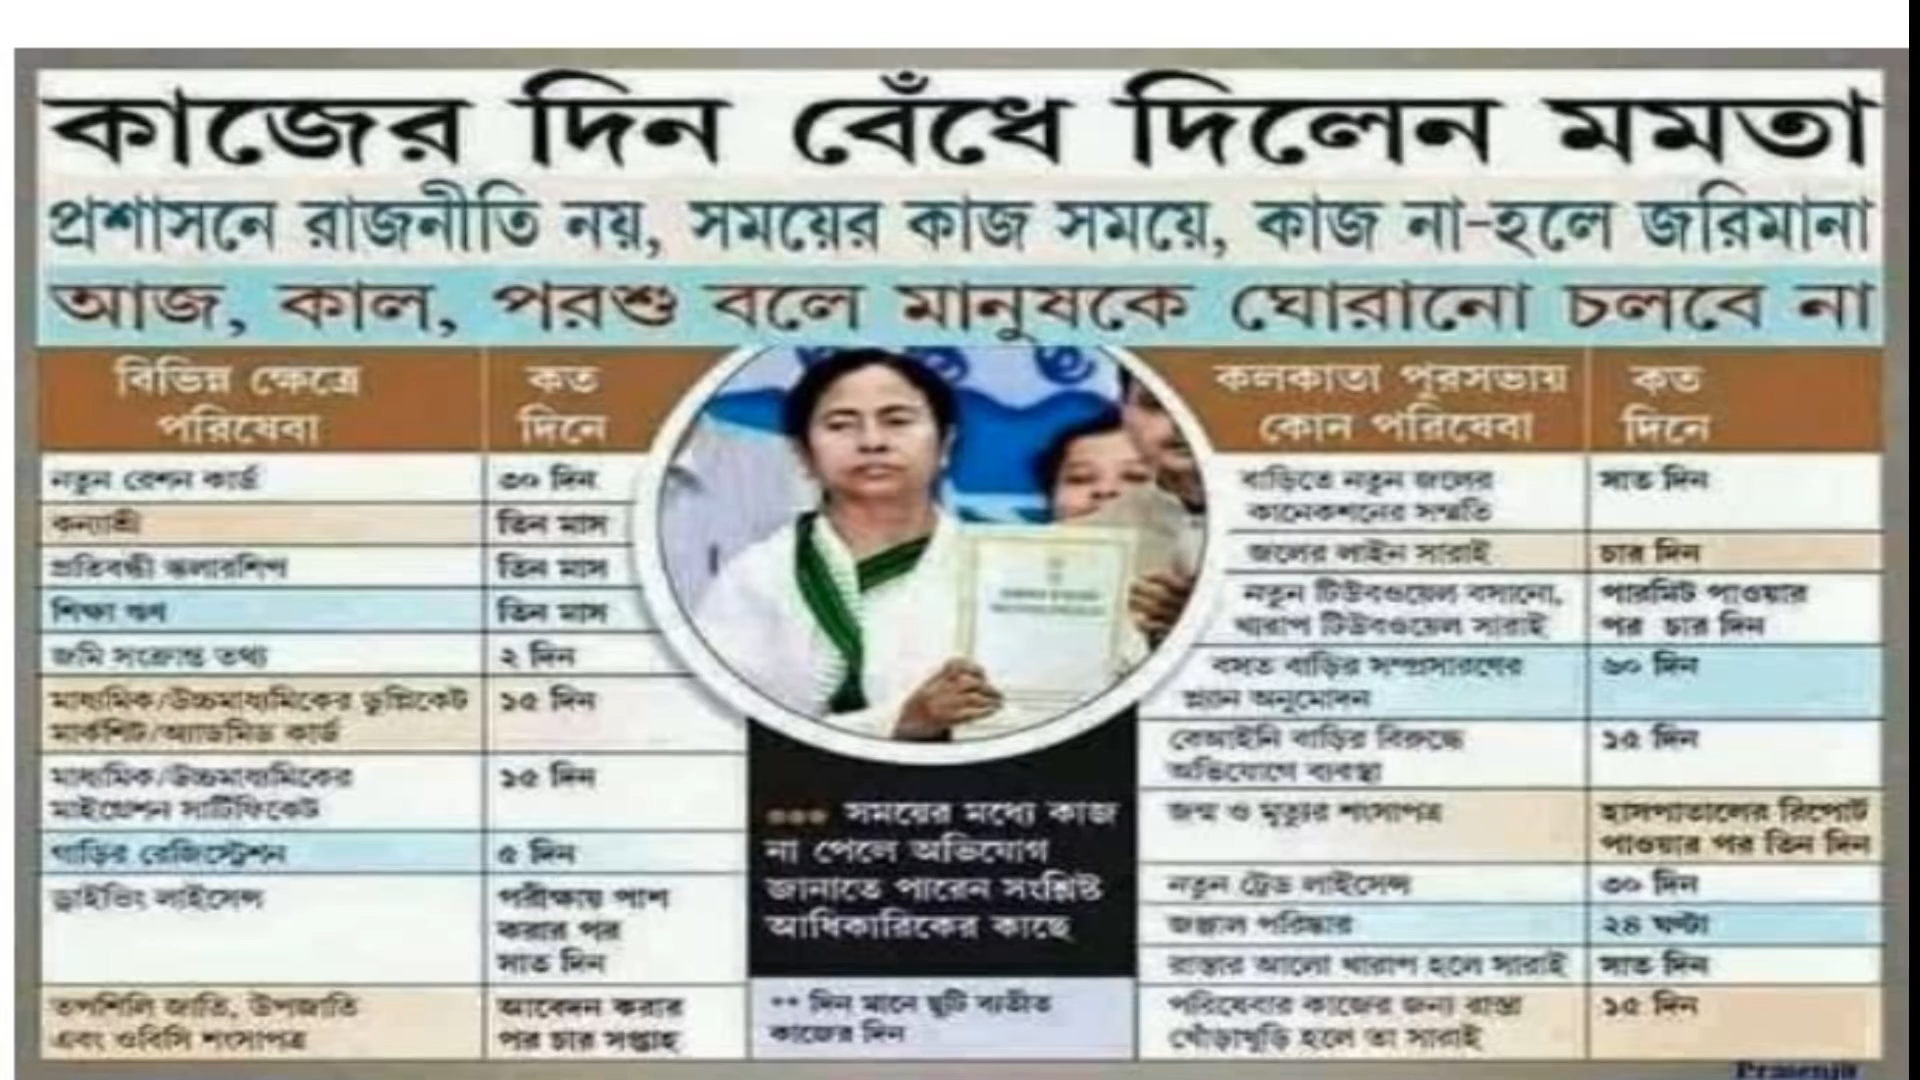 কাজের দিন বেঁধে দিলেন মমতা
প্রশাসনে রাজনীতি নয়, সময়ের কাজ সময়ে, কাজ না-হলে জরিমানা
আজ, কাল, পরশু বলে মানুষকে ঘোরানো চলবে না
বিভিন্ন ক্ষেত্রে
পরিষেবা
কত
দিনে
নতুন রেশন কার্ড
৩০ দিন
কন্যাশ্রী
তিন মাস
প্রতিবন্ধী স্কলারশিপ
তিন মাস
শিক্ষা ঋণ
তিন মাস
জমি সংক্রান্ত তথ্য
২ দিন
মাধ্যমিক/উচ্চমাধ্যমিকের ডুপ্লিকেট
মার্কশিট/অ্যাডমিড কার্ড
১৫ দিন
মাধ্যমিক/উচ্চমাধ্যমিকের
মাইগ্রেশন সার্টিফিকেট
১৫ দিন
গাড়ির রেজিস্ট্রেশন
৫ দিন
ড্রাইভিং লাইসেন্স
পরীক্ষায় পাশ
করার পর
সাত দিন
তপশিলি জাতি, উপজাতি
এবং ওবিসি শংসাপত্র
আবেদন করার
পর চার সপ্তাহ
*** সময়ের মধ্যে কাজ
না পেলে অভিযোগ
জানাতে পারেন সংশ্লিষ্ট
আধিকারিকের কাছে
** দিন মানে ছুটি ব্যতীত
কাজের দিন
কলকাতা পুরসভায়
কোন পরিষেবা
কত
দিনে
বাড়িতে নতুন জলের
কানেকশনের সম্মতি
সাত দিন
জলের লাইন সারাই
চার দিন
নতুন টিউবওয়েল বসানো,
খারাপ টিউবওয়েল সারাই
পারমিট পাওয়ার
পর চার দিন
বসত বাড়ির সম্প্রসারণের
প্ল্যান অনুমোদন
৬০ দিন
বেআইনি বাড়ির বিরুদ্ধে
অভিযোগে ব্যবস্থা
১৫ দিন
জন্ম ও মৃত্যুর শংসাপত্র
হাসপাতালের রিপোর্ট
পাওয়ার পর তিন দিন
নতুন ট্রেড লাইসেন্স
৩০ দিন
জঞ্জাল পরিষ্কার
২৪ ঘণ্টা
রাস্তার আলো খারাপ হলে সারাই
সাত দিন
পরিষেবার কাজের জন্য রাস্তা
খোঁড়াখুঁড়ি হলে তা সারাই
১৫ দিন